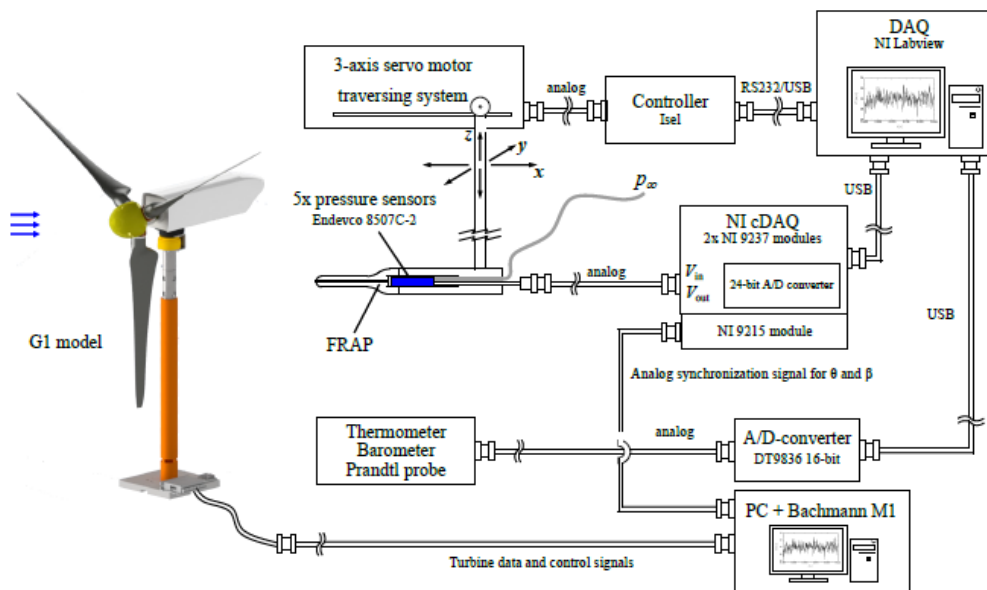 3-axis servo motor
traversing system
analog
Controller
Isel
RS232/USB
DAQ
NI Labview
z
y
x
5x pressure sensors
Endevco 8507C-2
p∞
USB
NI cDAQ
2x NI 9237 modules
Vin
Vout
24-bit A/D converter
analog
NI 9215 module
USB
G1 model
FRAP
Analog synchronization signal for θ and β
Thermometer
Barometer
Prandtl probe
analog
A/D-converter
DT9836 16-bit
PC + Bachmann M1
Turbine data and control signals